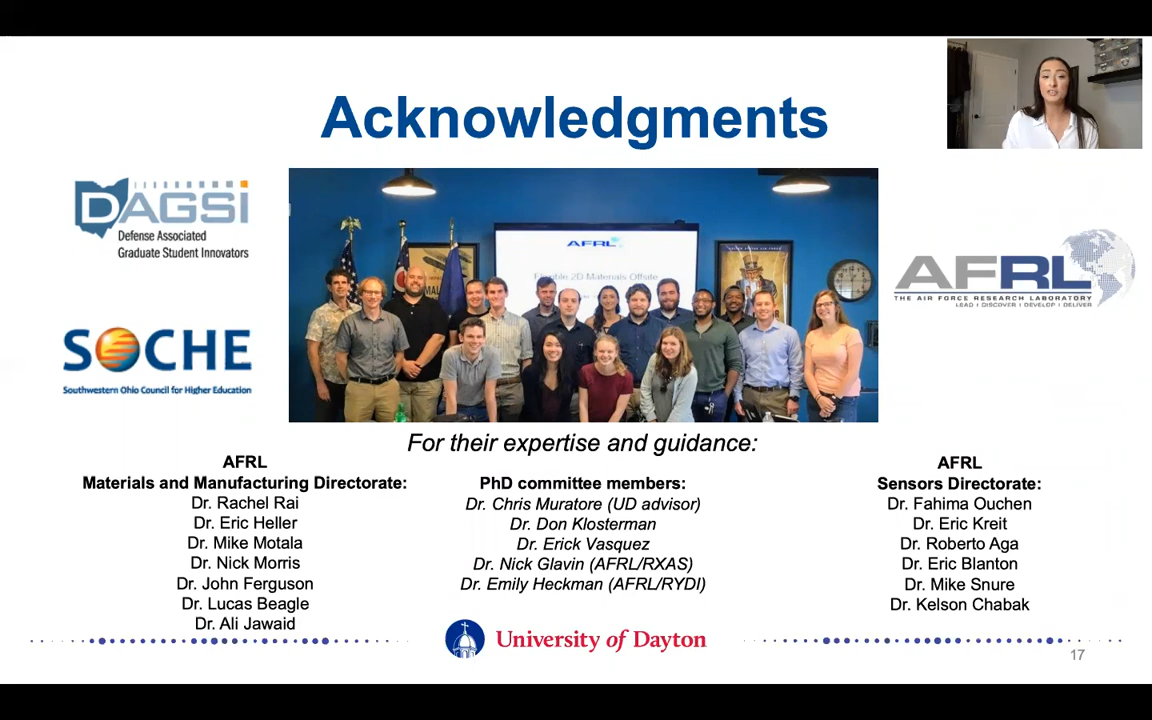 Acknowledgments
DAGSI
Defense Associated
Graduate Student Innovators
SOCHE
Southwestern Ohio Council for Higher Education
AFRL
Flexible 2D Materials Offsite
AFRL
THE AIR FORCE RESEARCH LABORATORY
LEAD | DISCOVER | DEVELOP | DELIVER
For their expertise and guidance:
AFRL
Materials and Manufacturing Directorate:
Dr. Rachel Rai
Dr. Eric Heller
Dr. Mike Motala
Dr. Nick Morris
Dr. John Ferguson
Dr. Lucas Beagle
Dr. Ali Jawaid
PhD committee members:
Dr. Chris Muratore (UD advisor)
Dr. Don Klosterman
Dr. Erick Vasquez
Dr. Nick Glavin (AFRL/RXAS)
Dr. Emily Heckman (AFRL/RYDI)
AFRL
Sensors Directorate:
Dr. Fahima Ouchen
Dr. Eric Kreit
Dr. Roberto Aga
Dr. Eric Blanton
Dr. Mike Snure
Dr. Kelson Chabak
University of Dayton
17